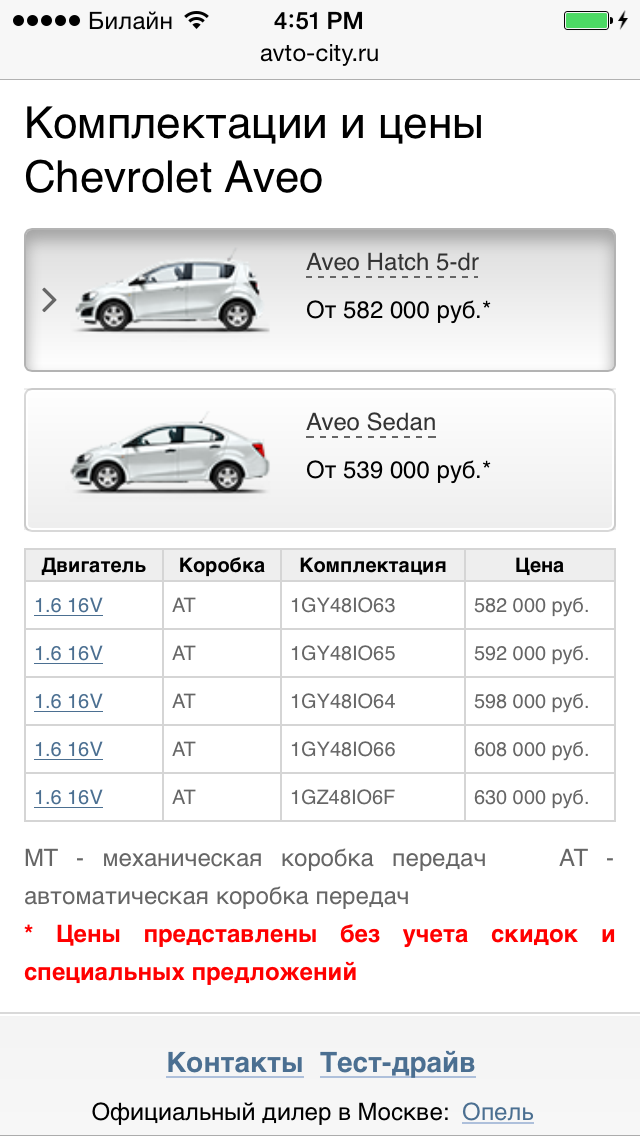 Билайн 4:51 PM
avto-city.ru
Комплектации и цены
Chevrolet Aveo
Aveo Hatch 5-dr
От 582 000 руб.*
Aveo Sedan
От 539 000 руб.*
Двигатель Коробка Комплектация Цена
1.6 16V AT 1GY48IO63 582 000 руб.
1.6 16V AT 1GY48IO65 592 000 руб.
1.6 16V AT 1GY48IO64 598 000 руб.
1.6 16V AT 1GY48IO66 608 000 руб.
1.6 16V AT 1GZ48IO6F 630 000 руб.
МТ - механическая коробка передач АТ -
автоматическая коробка передач
* Цены представлены без учета скидок и
специальных предложений
Контакты Тест-драйв
Официальный дилер в Москве: Опель